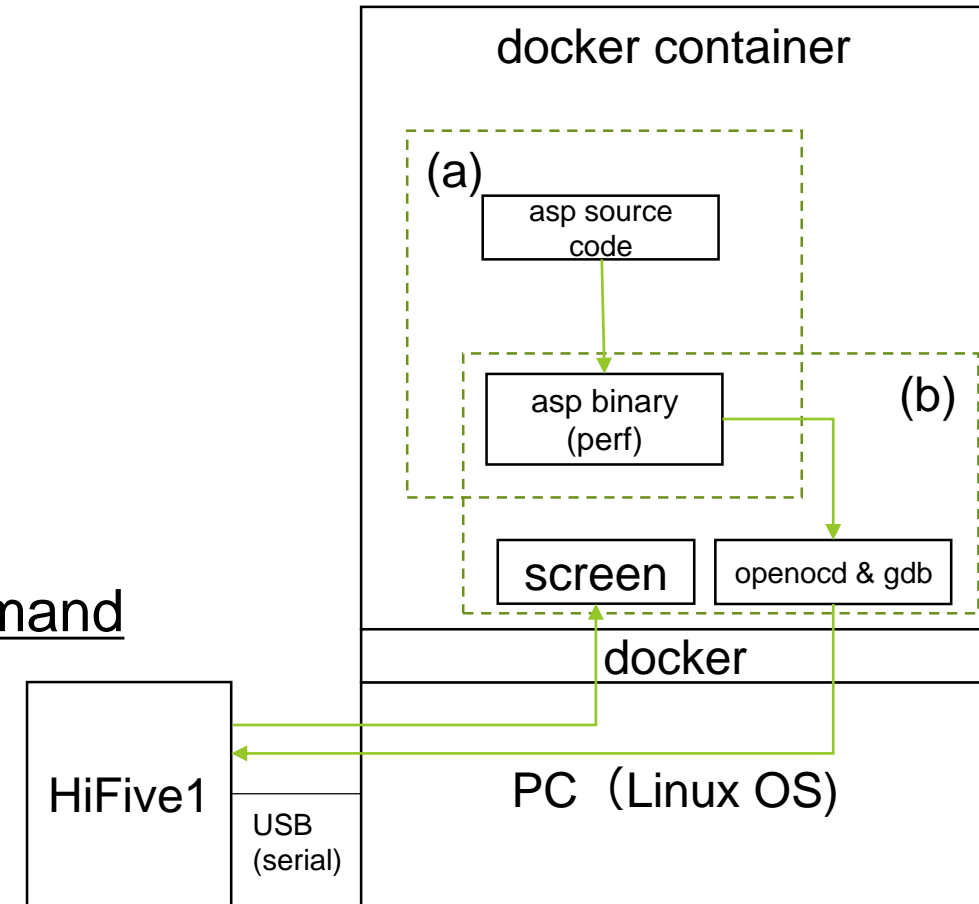 docker container
(a)
asp source
code
asp binary
(perf)
(b)
screen
openocd & gdb
mand
docker
HiFive1
USB
(serial)
PC（Linux OS)